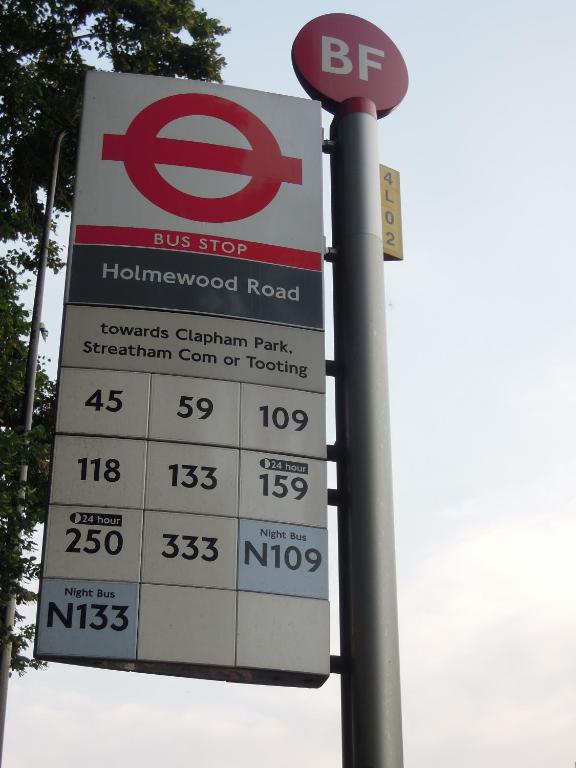 BF
4L02
BUS STOP
Holmewood Road
towards Clapham Park,
Streatham Com or Tooting
45 59 109
118 133 24 hour 159
24 hour 250 333 Night Bus N109
Night Bus N133